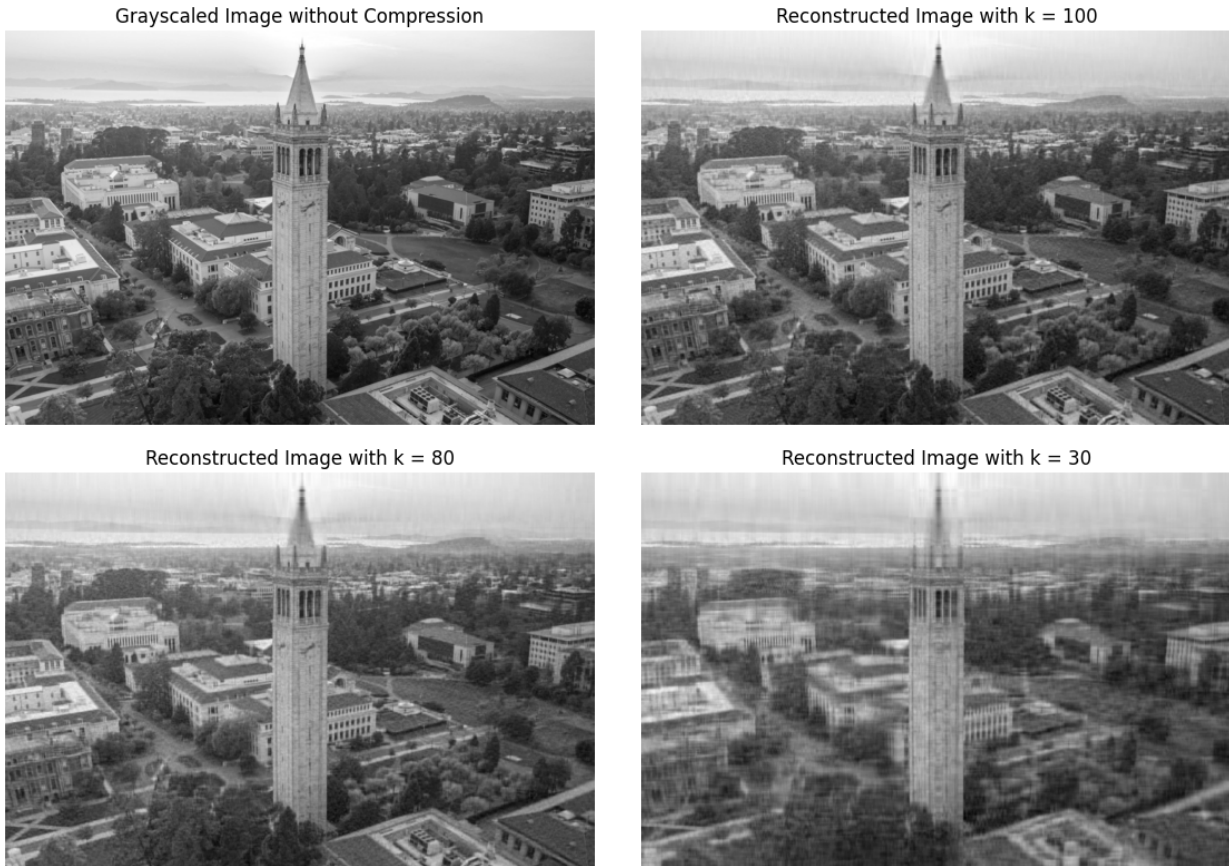 Grayscaled Image without Compression
Reconstructed Image with k = 100
Reconstructed Image with k = 80
Reconstructed Image with k = 30